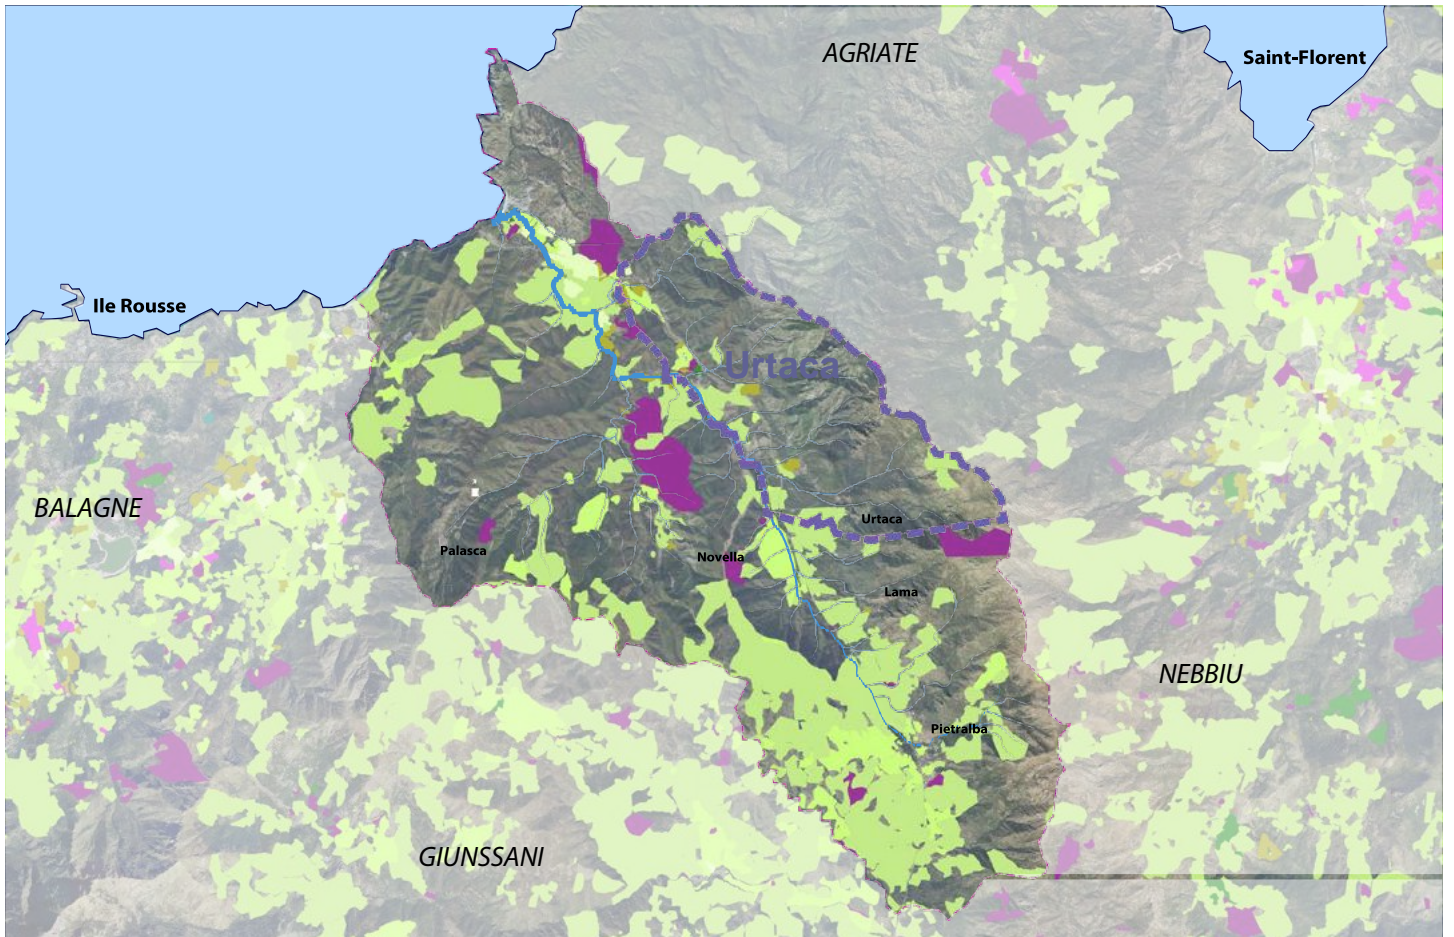 AGRIATE
Saint-Florent
Ile Rousse
Urtaca
BALAGNE
Urtaca
Palasca
Novella
Lama
NEBBIU
Pietralba
GIUNSSANI